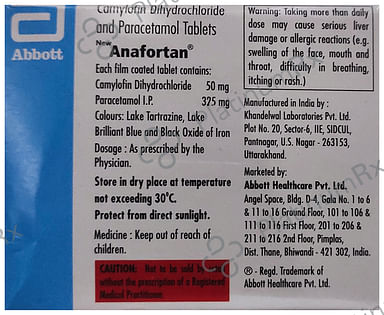 Abbott
Camylofin Dihydrochloride
and Paracetamol Tablets
New
Anafortan®
Each film coated tablet contains:
Camylofin Dihydrochloride 50 mg
Paracetamol I.P. 325 mg
Colours: Lake Tartrazine, Lake
Brilliant Blue and Black Oxide of Iron
Dosage : As prescribed by the
Physician.
Store in dry place at temperature
not exceeding 30°C.
Protect from direct sunlight.
Medicine : Keep out of reach of
children.
CAUTION: Not to be sold by retail
without the prescription of a Registered
Medical Practitioner.
Warning: Taking more than daily
dose may cause serious liver
damage or allergic reactions (e.g.
swelling of the face, mouth and
throat, difficulty in breathing,
itching or rash.)
Manufactured in India by :
Khandelwal Laboratories Pvt. Ltd.
Plot No. 20, Sector-6, IIE, SIDCUL,
Pantnagar, U.S. Nagar - 263153,
Uttarakhand.
Marketed by:
Abbott Healthcare Pvt. Ltd.
Angel Space, Bldg. D-4, Gala No. 1 to 6
& 11 to 16 Ground Floor, 101 to 106 &
111 to 116 First Floor, 201 to 206 &
211 to 216 2nd Floor, Pimplas,
Dist. Thane, Bhiwandi - 421 302, India.
® - Regd. Trademark of
Abbott Healthcare Pvt. Ltd.